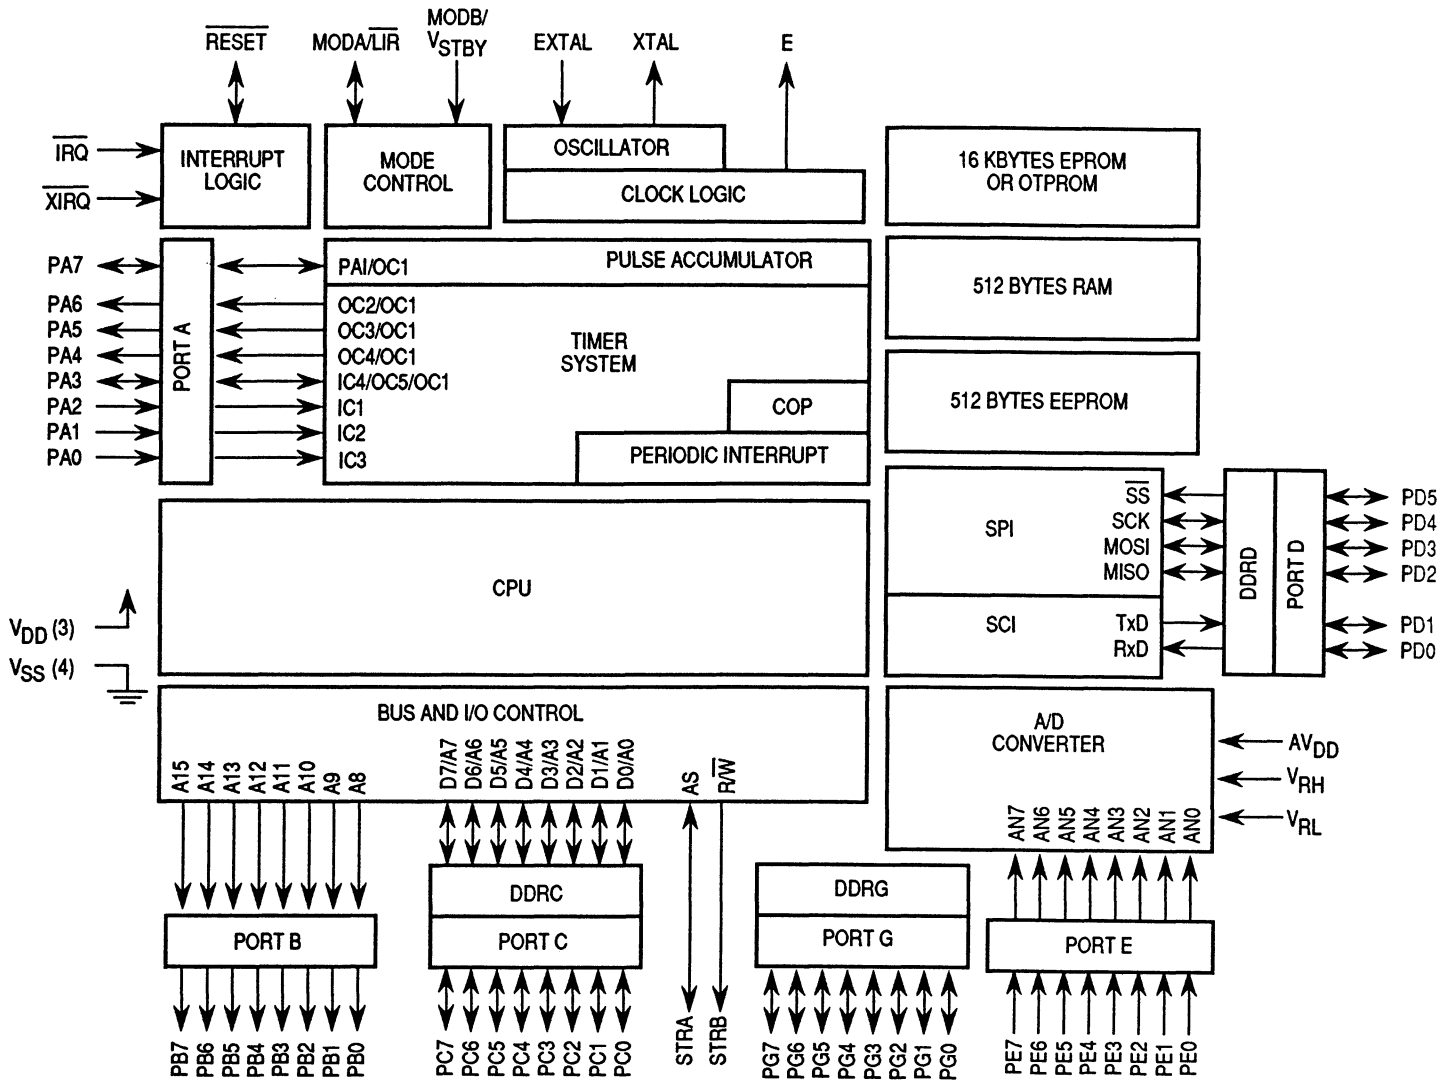 RESET
MODA/LIR
MODB/
VSTBY
EXTAL
XTAL
E
IRQ
XIRQ
INTERRUPT
LOGIC
MODE
CONTROL
OSCILLATOR
CLOCK LOGIC
16 KBYTES EPROM
OR OTPROM
PA7
PA6
PA5
PA4
PA3
PA2
PA1
PA0
PORT A
PAI/OC1
PULSE ACCUMULATOR
OC2/OC1
OC3/OC1
OC4/OC1
IC4/OC5/OC1
IC1
IC2
IC3
TIMER
SYSTEM
COP
PERIODIC INTERRUPT
512 BYTES RAM
512 BYTES EEPROM
CPU
VDD (3)
VSS (4)
SPI
SS
SCK
MOSI
MISO
SCI
TxD
RxD
DDRD
PORT D
PD5
PD4
PD3
PD2
PD1
PD0
BUS AND I/O CONTROL
A15
A14
A13
A12
A11
A10
A9
A8
D7/A7
D6/A6
D5/A5
D4/A4
D3/A3
D2/A2
D1/A1
D0/A0
AS
R/W
A/D
CONVERTER
AN7
AN6
AN5
AN4
AN3
AN2
AN1
AN0
AVDD
VRH
VRL
PORT B
DDRC
PORT C
DDRG
PORT G
PORT E
PB7
PB6
PB5
PB4
PB3
PB2
PB1
PB0
PC7
PC6
PC5
PC4
PC3
PC2
PC1
PC0
STRA
STRB
PG7
PG6
PG5
PG4
PG3
PG2
PG1
PG0
PE7
PE6
PE5
PE4
PE3
PE2
PE1
PE0